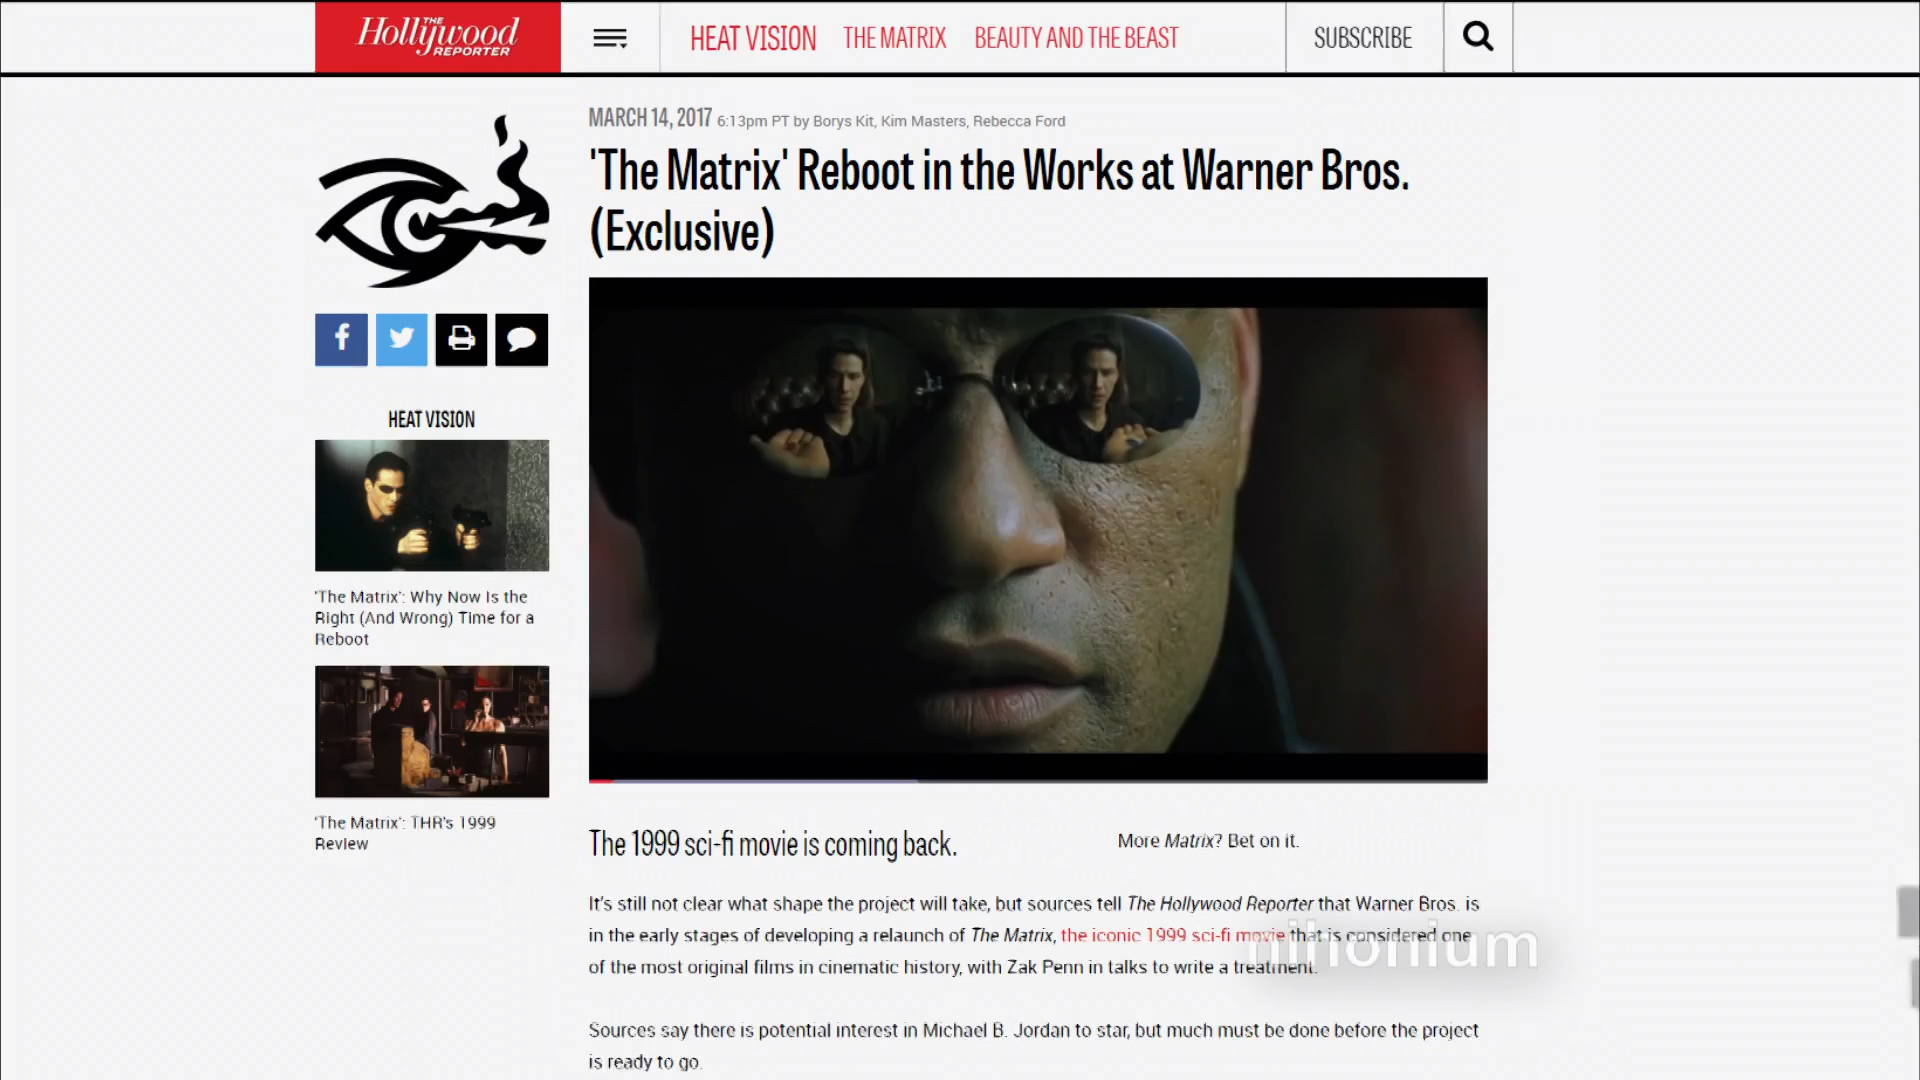 THE
Hollywood
REPORTER
HEAT VISION
THE MATRIX
BEAUTY AND THE BEAST
SUBSCRIBE
MARCH 14, 2017 6:13pm PT by Borys Kit, Kim Masters, Rebecca Ford
'The Matrix' Reboot in the Works at Warner Bros.
(Exclusive)
HEAT VISION
'The Matrix': Why Now Is the
Right (And Wrong) Time for a
Reboot
'The Matrix': THR's 1999
Review
The 1999 sci-fi movie is coming back.
More Matrix? Bet on it.
It's still not clear what shape the project will take, but sources tell The Hollywood Reporter that Warner Bros. is
in the early stages of developing a relaunch of The Matrix, the iconic 1999 sci-fi movie that is considered one
of the most original films in cinematic history, with Zak Penn in talks to write a treatment.
nihonium
Sources say there is potential interest in Michael B. Jordan to star, but much must be done before the project
is ready to go.